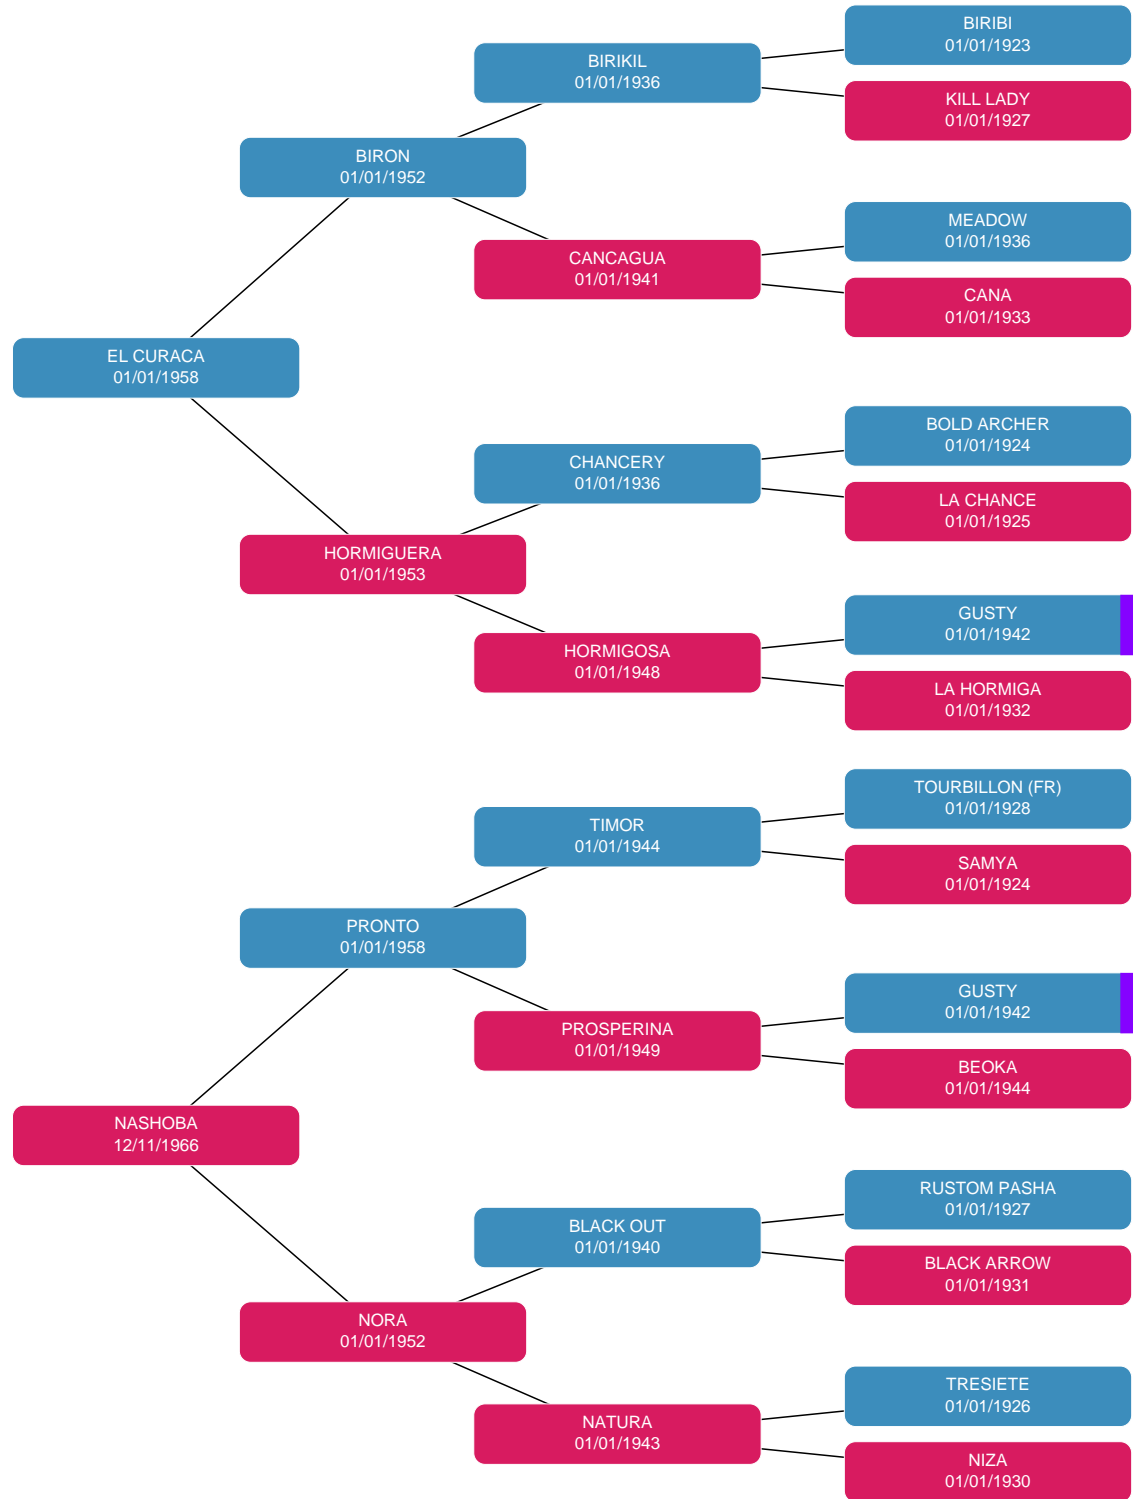 BIRIBI
01/01/1923
BIRIKIL
01/01/1936
KILL LADY
01/01/1927
BIRON
01/01/1952
MEADOW
01/01/1936
CANCAGUA
01/01/1941
CANA
01/01/1933
EL CURACA
01/01/1958
BOLD ARCHER
01/01/1924
CHANCERY
01/01/1936
LA CHANCE
01/01/1925
HORMIGUERA
01/01/1953
GUSTY
01/01/1942
HORMIGOSA
01/01/1948
LA HORMIGA
01/01/1932
TOURBILLON (FR)
01/01/1928
TIMOR
01/01/1944
SAMYA
01/01/1924
PRONTO
01/01/1958
GUSTY
01/01/1942
PROSPERINA
01/01/1949
BEOKA
01/01/1944
NASHOBA
12/11/1966
RUSTOM PASHA
01/01/1927
BLACK OUT
01/01/1940
BLACK ARROW
01/01/1931
NORA
01/01/1952
TRESIETE
01/01/1926
NATURA
01/01/1943
NIZA
01/01/1930